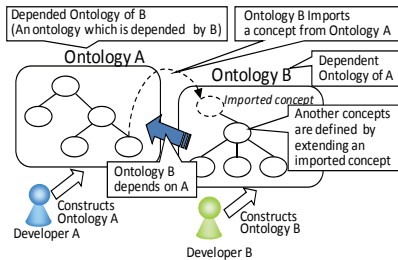 Depended Ontology of B
(An ontology which is depended by B)
Ontology B Imports
a concept from Ontology A
Ontology A
Ontology B
Dependent
Ontology of A
Imported concept
Another concepts
are defined by
extending an
imported concept
Ontology B
depends on A
Constructs
Ontology A
Developer A
Constructs
Ontology B
Developer B